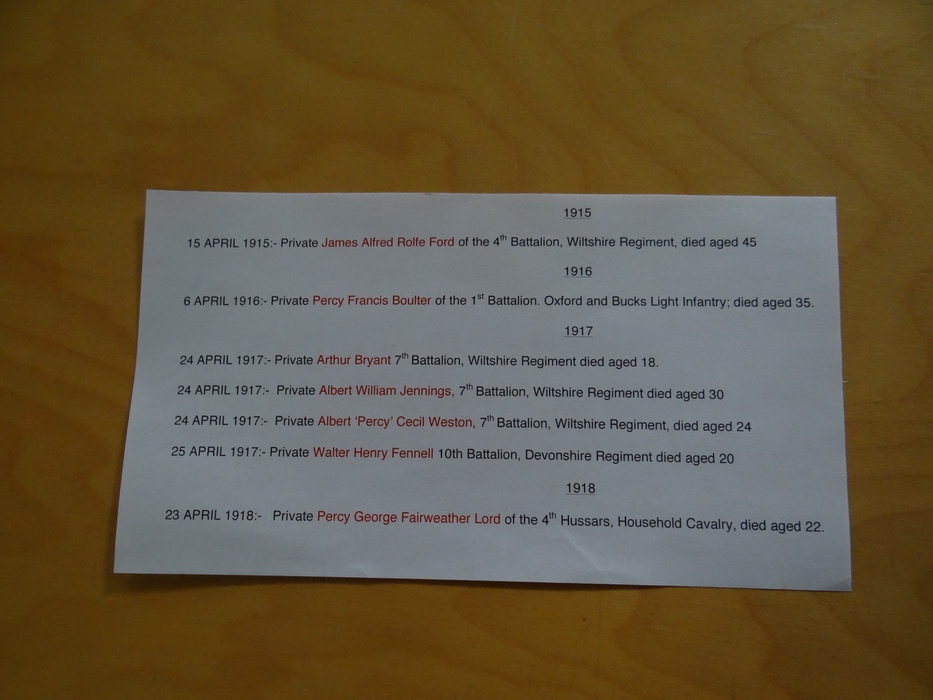 1915
15 APRIL 1915:- Private James Alfred Rolfe Ford of the 4th Battalion, Wiltshire Regiment, died aged 45
1916
6 APRIL 1916:- Private Percy Francis Boulter of the 1st Battalion. Oxford and Bucks Light Infantry; died aged 35.
1917
24 APRIL 1917:- Private Arthur Bryant 7th Battalion, Wiltshire Regiment died aged 18.
24 APRIL 1917:- Private Albert William Jennings, 7th Battalion, Wiltshire Regiment died aged 30
24 APRIL 1917:- Private Albert ‘Percy’ Cecil Weston, 7th Battalion, Wiltshire Regiment, died aged 24
25 APRIL 1917:- Private Walter Henry Fennell 10th Battalion, Devonshire Regiment died aged 20
1918
23 APRIL 1918:- Private Percy George Fairweather Lord of the 4th Hussars, Household Cavalry, died aged 22.